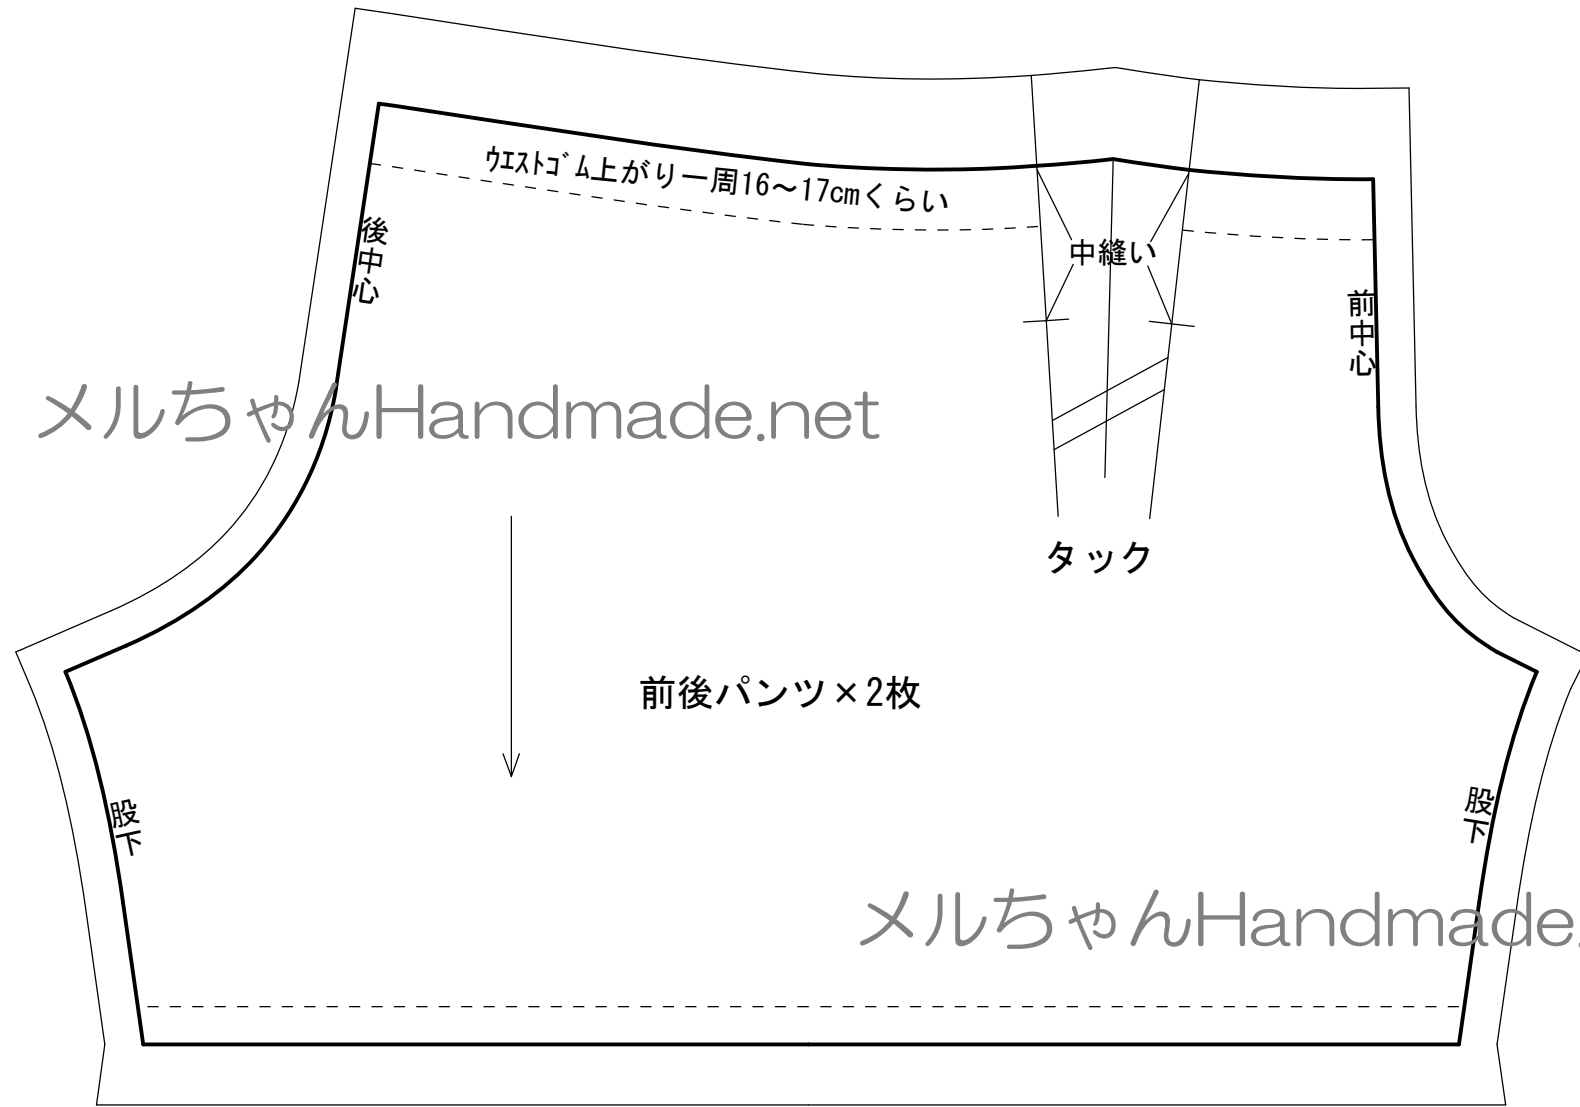 ｳｴｽﾄｺﾞﾑ上がり一周16～17cmくらい
後中心
中縫い
前中心
メルちゃんHandmade.net
タック
前後パンツ×2枚
股下
股下
メルちゃんHandmade.